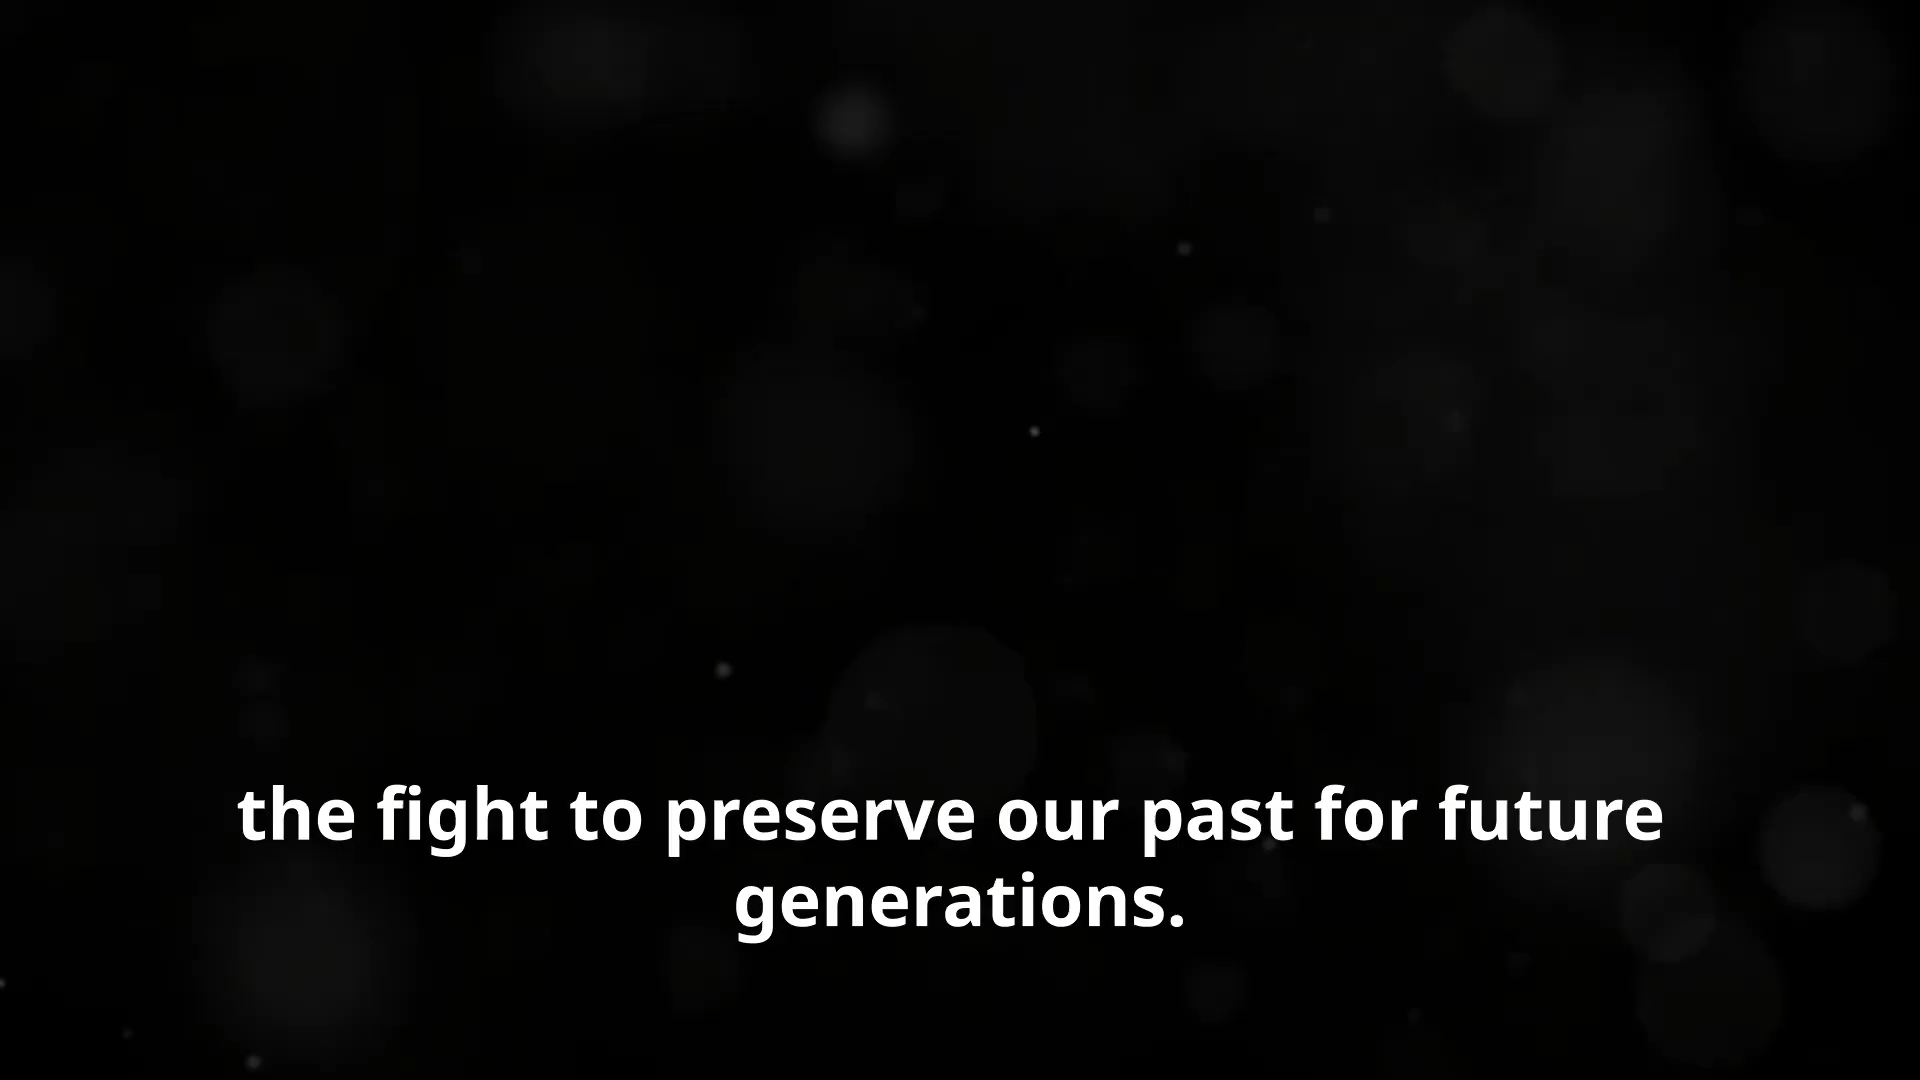 the fight to preserve our past for future
generations.